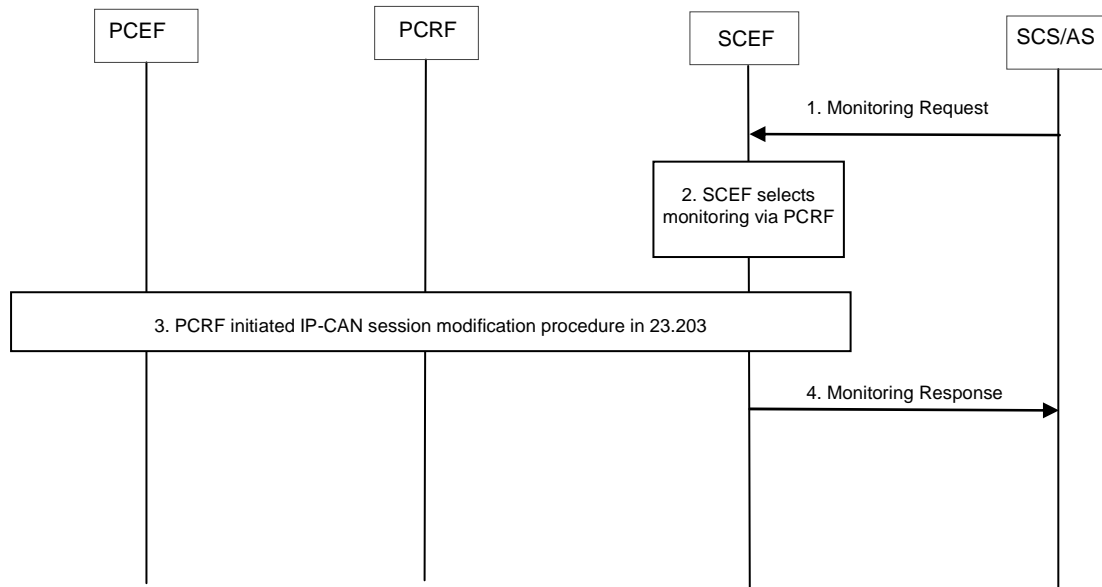 PCEF
PCRF
SCEF
SCS/AS
1. Monitoring Request
2. SCEF selects
monitoring via PCRF
3. PCRF initiated IP-CAN session modification procedure in 23.203
4. Monitoring Response